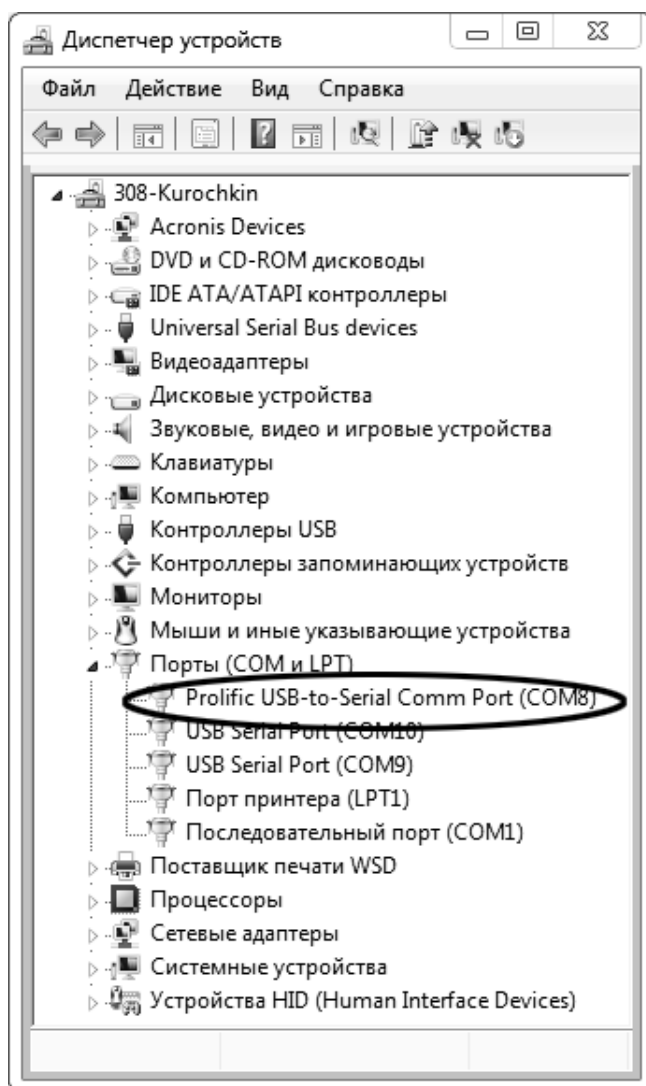 Диспетчер устройств
Файл Действие Вид Справка
308-Kurochkin
Acronis Devices
DVD и CD-ROM дисководы
IDE ATA/ATAPI контроллеры
Universal Serial Bus devices
Видеоадаптеры
Дисковые устройства
Звуковые, видео и игровые устройства
Клавиатуры
Компьютер
Контроллеры USB
Контроллеры запоминающих устройств
Мониторы
Мыши и иные указывающие устройства
Порты (COM и LPT)
Prolific USB-to-Serial Comm Port (COM8)
USB Serial Port (COM10)
USB Serial Port (COM9)
Порт принтера (LPT1)
Последовательный порт (COM1)
Поставщик печати WSD
Процессоры
Сетевые адаптеры
Системные устройства
Устройства HID (Human Interface Devices)